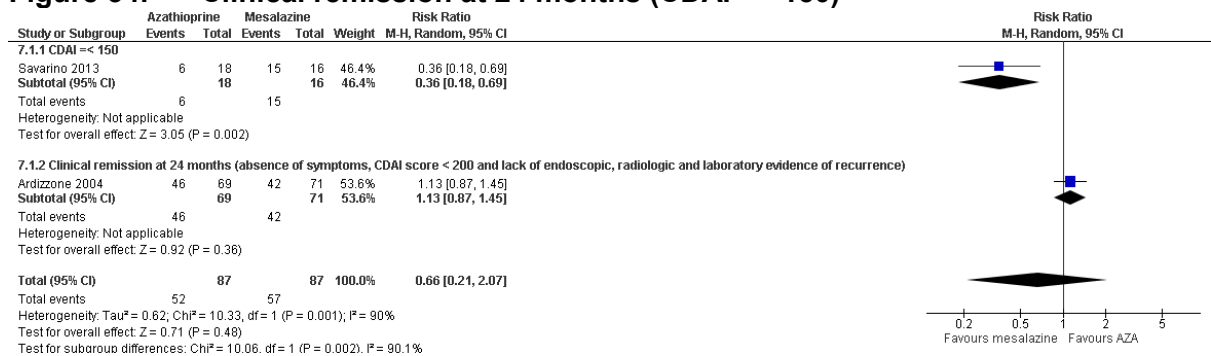 Azathioprine Mesalazine Risk Ratio Risk Ratio
Study or Subgroup Events Total Events Total Weight M-H, Random, 95% CI M-H, Random, 95% CI
7.1.1 CDAI =< 150
Savarino 2013 6 18 15 16 46.4% 0.36 [0.18, 0.69]
Subtotal (95% CI) 18 16 46.4% 0.36 [0.18, 0.69]
Total events 6 15
Heterogeneity: Not applicable
Test for overall effect: Z = 3.05 (P = 0.002)
7.1.2 Clinical remission at 24 months (absence of symptoms, CDAI score < 200 and lack of endoscopic, radiologic and laboratory evidence of recurrence)
Ardizzone 2004 46 69 42 71 53.6% 1.13 [0.87, 1.45]
Subtotal (95% CI) 69 71 53.6% 1.13 [0.87, 1.45]
Total events 46 42
Heterogeneity: Not applicable
Test for overall effect: Z = 0.92 (P = 0.36)
Total (95% CI) 87 87 100.0% 0.66 [0.21, 2.07]
Total events 52 57
Heterogeneity: Tau² = 0.62; Chi² = 10.33, df = 1 (P = 0.001); I² = 90%
Test for overall effect: Z = 0.71 (P = 0.48)
Test for subgroup differences: Chi² = 10.06, df = 1 (P = 0.002), I² = 90.1%
0.2 0.5 1 2 5
Favours mesalazine Favours AZA